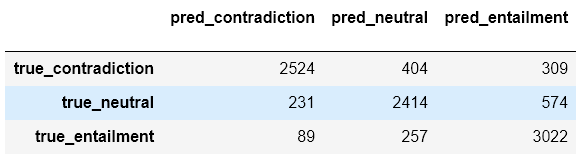 pred_contradiction pred_neutral pred_entailment
true_contradiction 2524 404 309
true_neutral 231 2414 574
true_entailment 89 257 3022